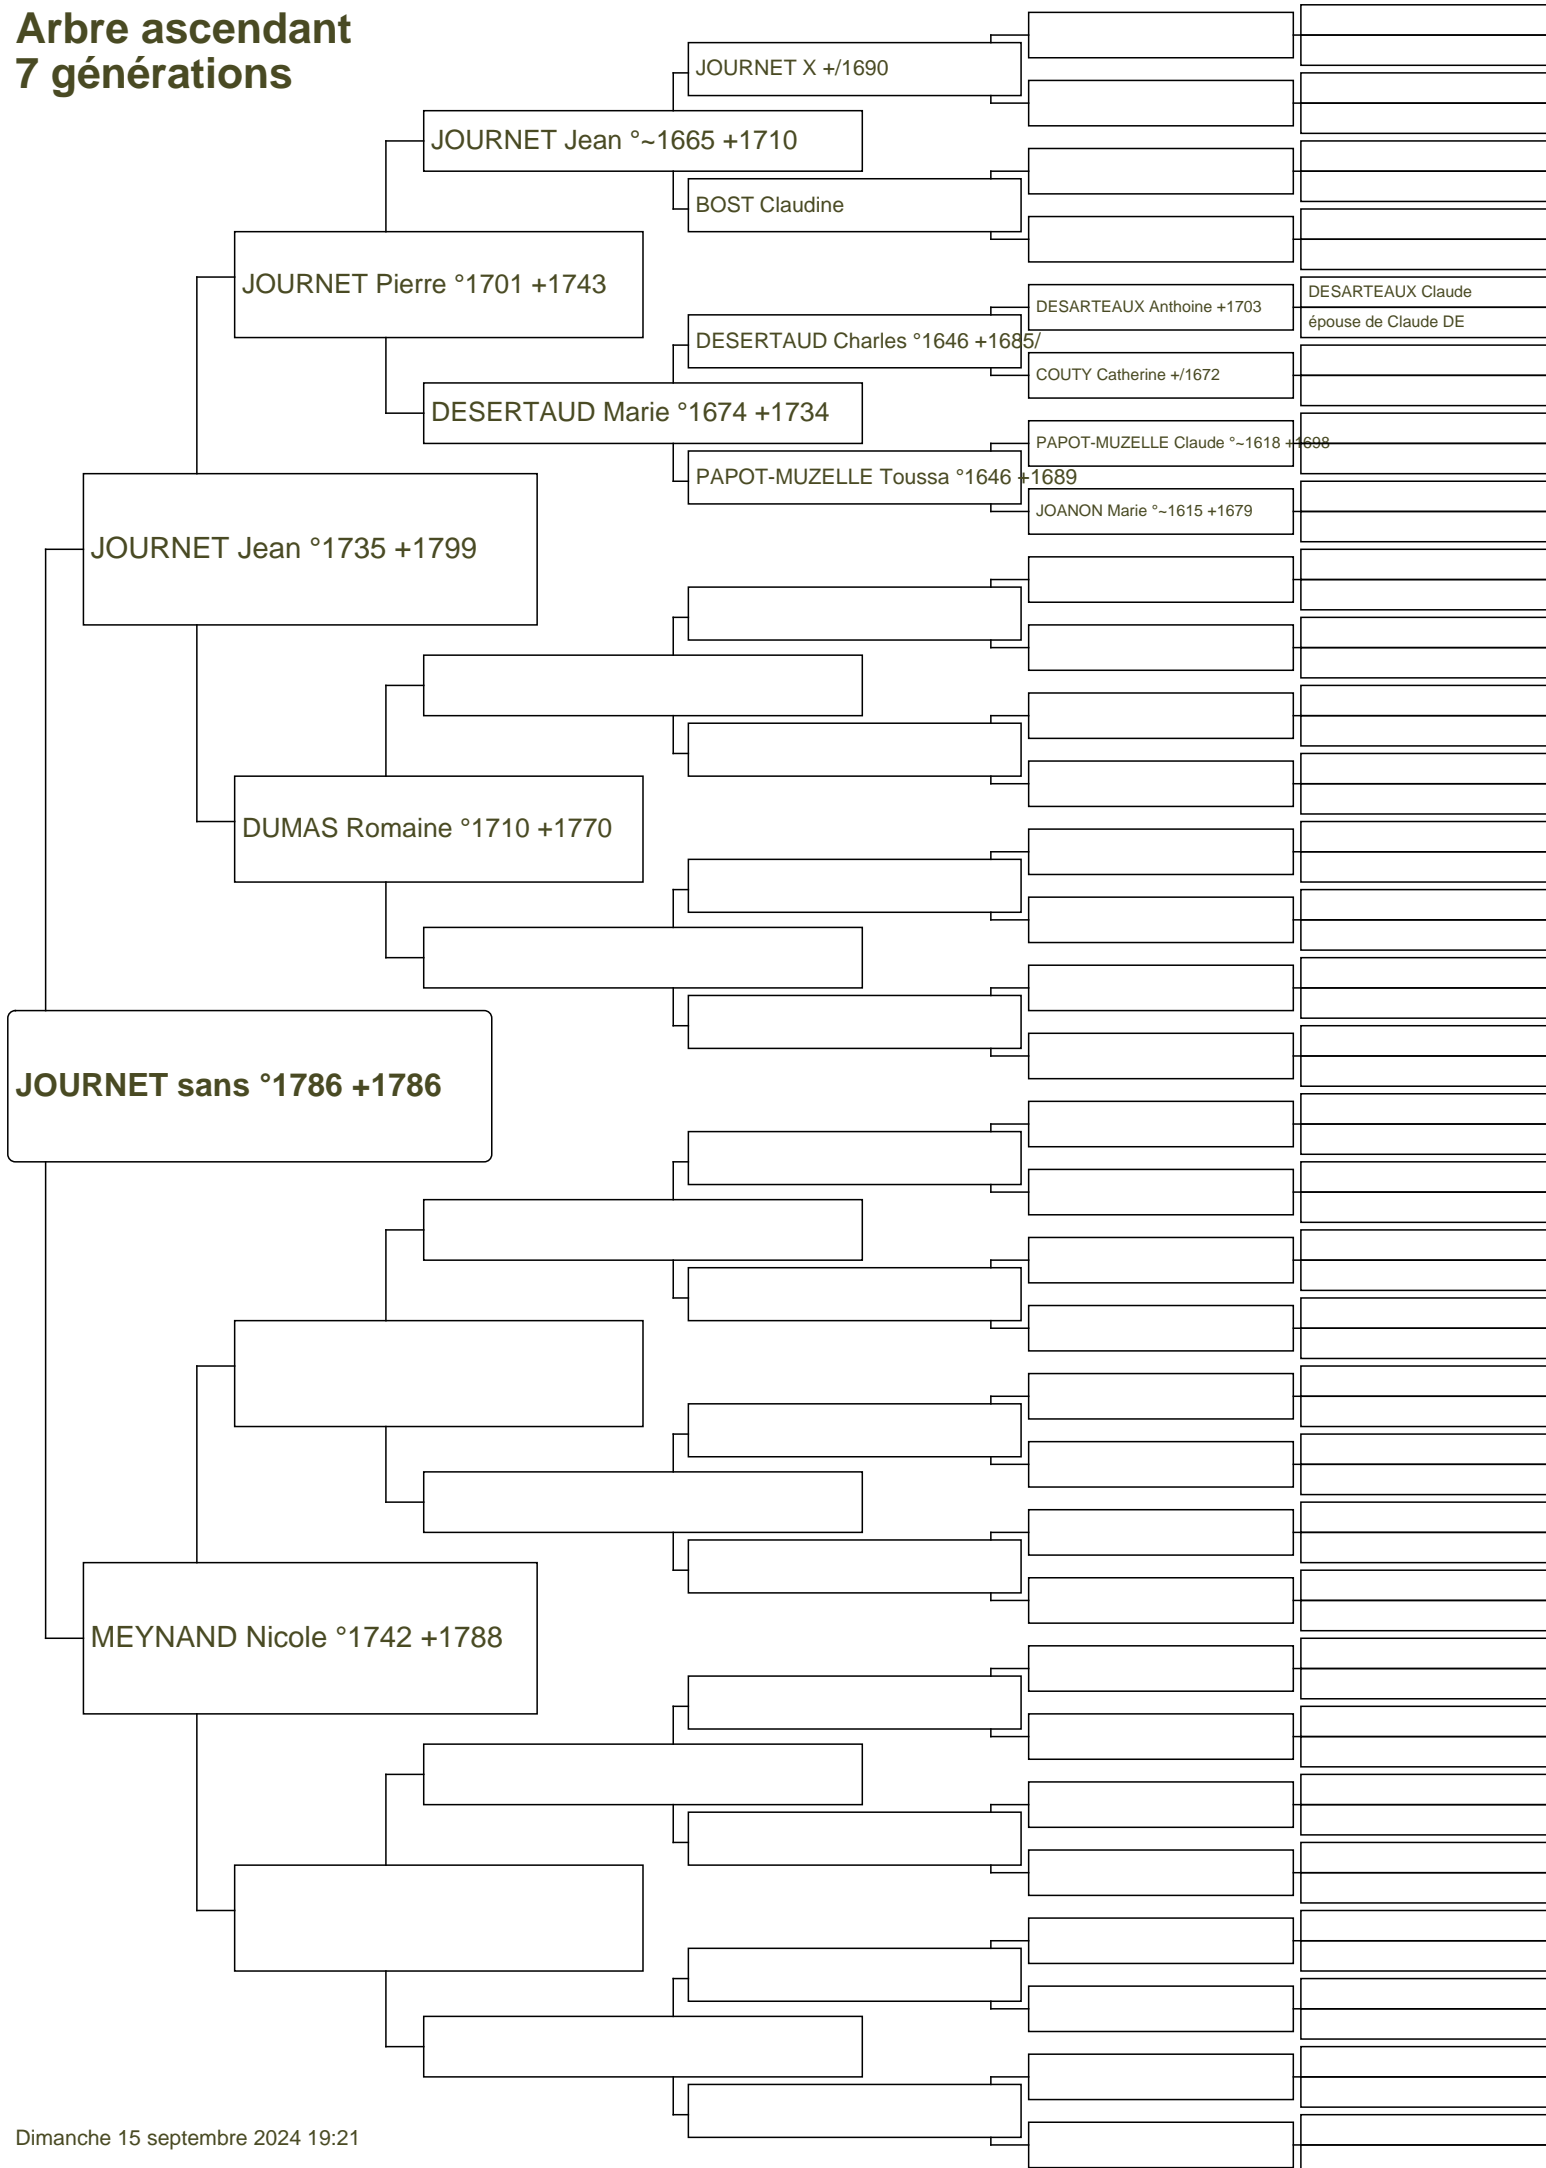 Arbre ascendant
7 générations
JOURNET X +/1690
JOURNET Jean °~1665 +1710
BOST Claudine
JOURNET Pierre °1701 +1743
DESARTEAUX Claude
DESARTEAUX Anthoine +1703
épouse de Claude DE
DESERTAUD Charles °1646 +1685/
COUTY Catherine +/1672
DESERTAUD Marie °1674 +1734
PAPOT-MUZELLE Claude °~1618 +1698
PAPOT-MUZELLE Toussa °1646 +1689
JOANON Marie °~1615 +1679
JOURNET Jean °1735 +1799
DUMAS Romaine °1710 +1770
JOURNET sans °1786 +1786
MEYNAND Nicole °1742 +1788
Dimanche 15 septembre 2024 19:21